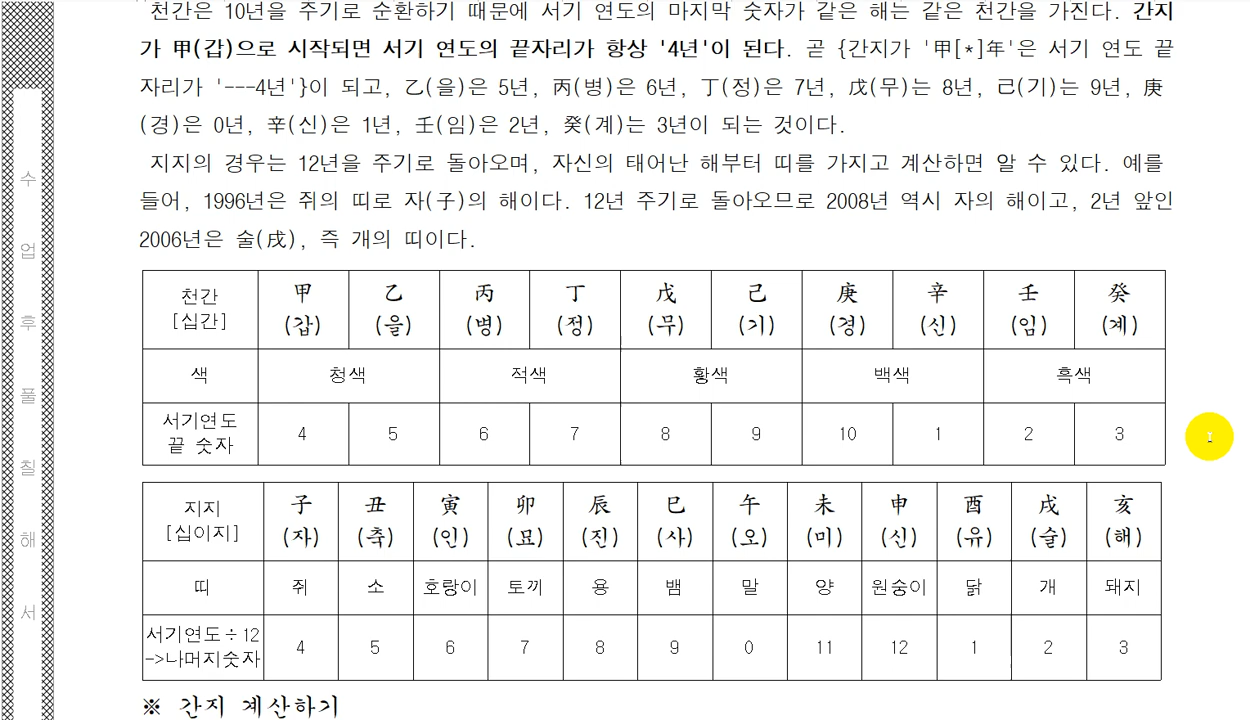 천간은 10년을 주기로 순환하기 때문에 서기 연도의 마지막 숫자가 같은 해는 같은 천간을 가진다. 간지
가 甲(갑)으로 시작되면 서기 연도의 끝자리가 항상 '4년'이 된다. 곧 {간지가 '甲[*]年'은 서기 연도 끝
자리가 '---4년'}이 되고, 乙(을)은 5년, 丙(병)은 6년, 丁(정)은 7년, 戊(무)는 8년, 己(기)는 9년, 庚
(경)은 0년, 辛(신)은 1년, 壬(임)은 2년, 癸(계)는 3년이 되는 것이다.
지지의 경우는 12년을 주기로 돌아오며, 자신의 태어난 해부터 띠를 가지고 계산하면 알 수 있다. 예를
들어, 1996년은 쥐의 띠로 자(子)의 해이다. 12년 주기로 돌아오므로 2008년 역시 자의 해이고, 2년 앞인
2006년은 술(戌), 즉 개의 띠이다.
천간 甲 乙 丙 丁 戊 己 庚 辛 壬 癸
[십간] (갑) (을) (병) (정) (무) (기) (경) (신) (임) (계)
색 청색 적색 황색 백색 흑색
서기연도
끝 숫자 4 5 6 7 8 9 10 1 2 3
지지 子 丑 寅 卯 辰 巳 午 未 申 酉 戌 亥
[십이지] (자) (축) (인) (묘) (진) (사) (오) (미) (신) (유) (술) (해)
띠 쥐 소 호랑이 토끼 용 뱀 말 양 원숭이 닭 개 돼지
서기연도÷12
->나머지숫자 4 5 6 7 8 9 0 11 12 1 2 3
※ 간지 계산하기
수
업
후
풀
칠
해
서